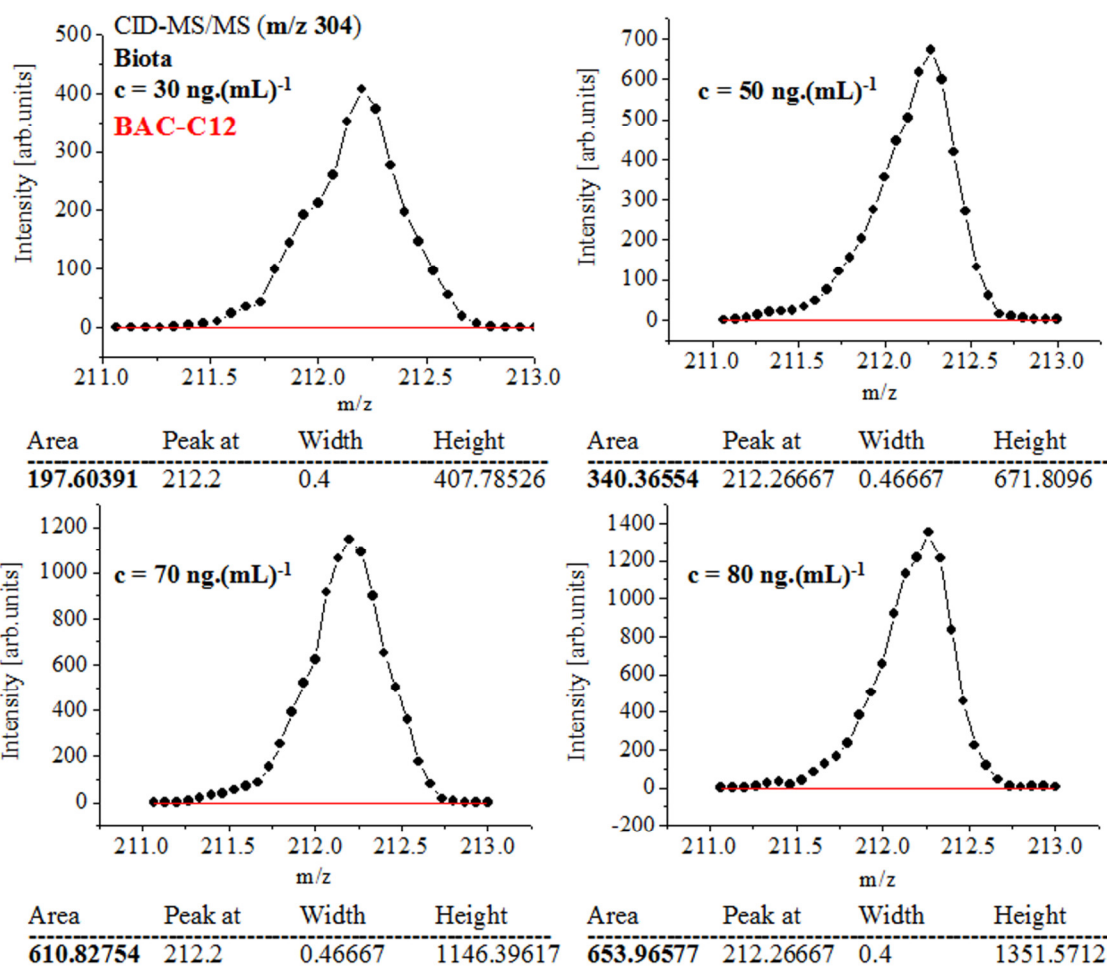 CID-MS/MS (m/z 304)
Biota
c = 30 ng.(mL)-1
BAC-C12
Intensity [arb.units]
500
400
300
200
100
0
211.0 211.5 212.0 212.5 213.0
m/z
Area Peak at Width Height
197.60391 212.2 0.4 407.78526
c = 50 ng.(mL)-1
Intensity [arb.units]
700
600
500
400
300
200
100
0
211.0 211.5 212.0 212.5 213.0
m/z
Area Peak at Width Height
340.36554 212.26667 0.46667 671.8096
c = 70 ng.(mL)-1
Intensity [arb.units]
1200
1000
800
600
400
200
0
211.0 211.5 212.0 212.5 213.0
m/z
Area Peak at Width Height
610.82754 212.2 0.46667 1146.39617
c = 80 ng.(mL)-1
Intensity [arb.units]
1400
1200
1000
800
600
400
200
0
-200
211.0 211.5 212.0 212.5 213.0
m/z
Area Peak at Width Height
653.96577 212.26667 0.4 1351.5712